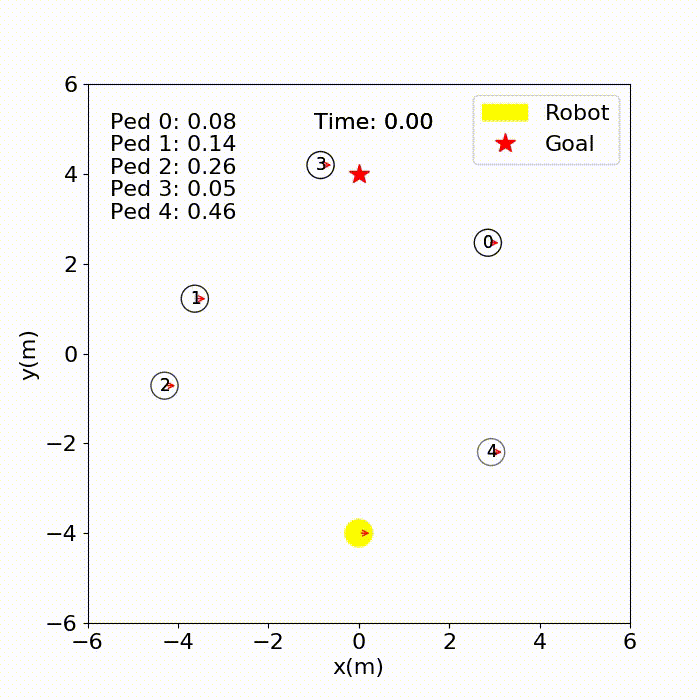 Ped 0: 0.08
Ped 1: 0.14
Ped 2: 0.26
Ped 3: 0.05
Ped 4: 0.46
Time: 0.00
Robot
Goal
3
0
1
2
4
6
4
2
0
−2
−4
−6
y(m)
−6 −4 −2 0 2 4 6
x(m)